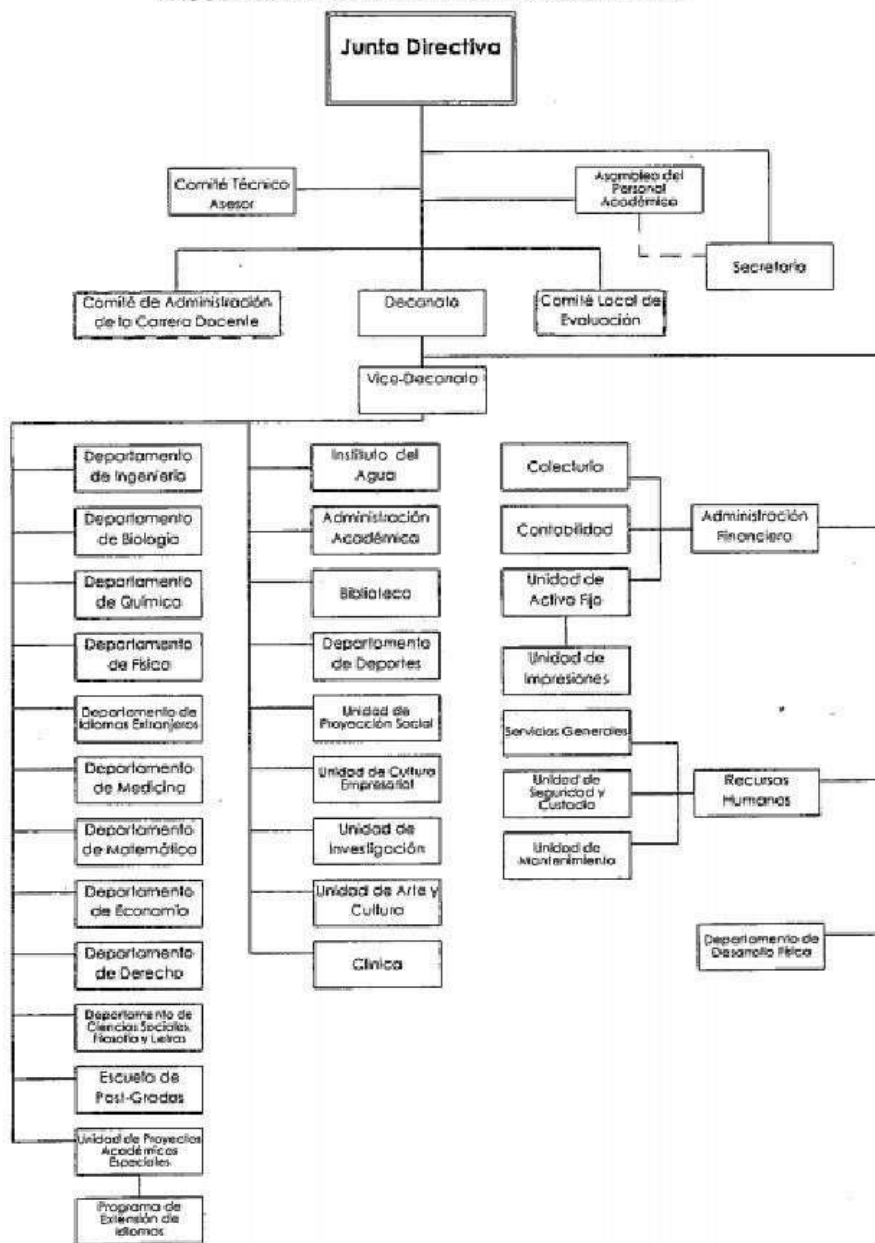 Junta Directiva
Comité Técnico
Asesor
Asamblea del
Personal
Académico
Secretaria
Comité de Administración
de la Carrera Docente
Decanato
Comité Local de
Evaluación
Vice-Decanato
Departamento
de Ingeniería
Departamento
de Biología
Departamento
de Química
Departamento
de Física
Departamento de
Idiomas Extranjeros
Departamento
de Medicina
Departamento
de Matemática
Departamento
de Economía
Departamento
de Derecho
Departamento de
Ciencias Sociales,
Filosofía y Letras
Escuela de
Post-Grados
Unidad de Proyectos
Académicos
Especiales
Programa de
Extensión de
Idiomas
Instituto del
Agua
Administración
Académica
Biblioteca
Departamento
de Deportes
Unidad de
Proyección Social
Unidad de Cultura
Empresarial
Unidad de
Investigación
Unidad de Arte y
Cultura
Clínica
Colecturía
Contabilidad
Unidad de
Activo Fijo
Unidad de
Impresiones
Administración
Financiera
Servicios Generales
Unidad de
Seguridad y
Custodia
Unidad de
Mantenimiento
Recursos
Humanos
Departamento de
Desarrollo Físico